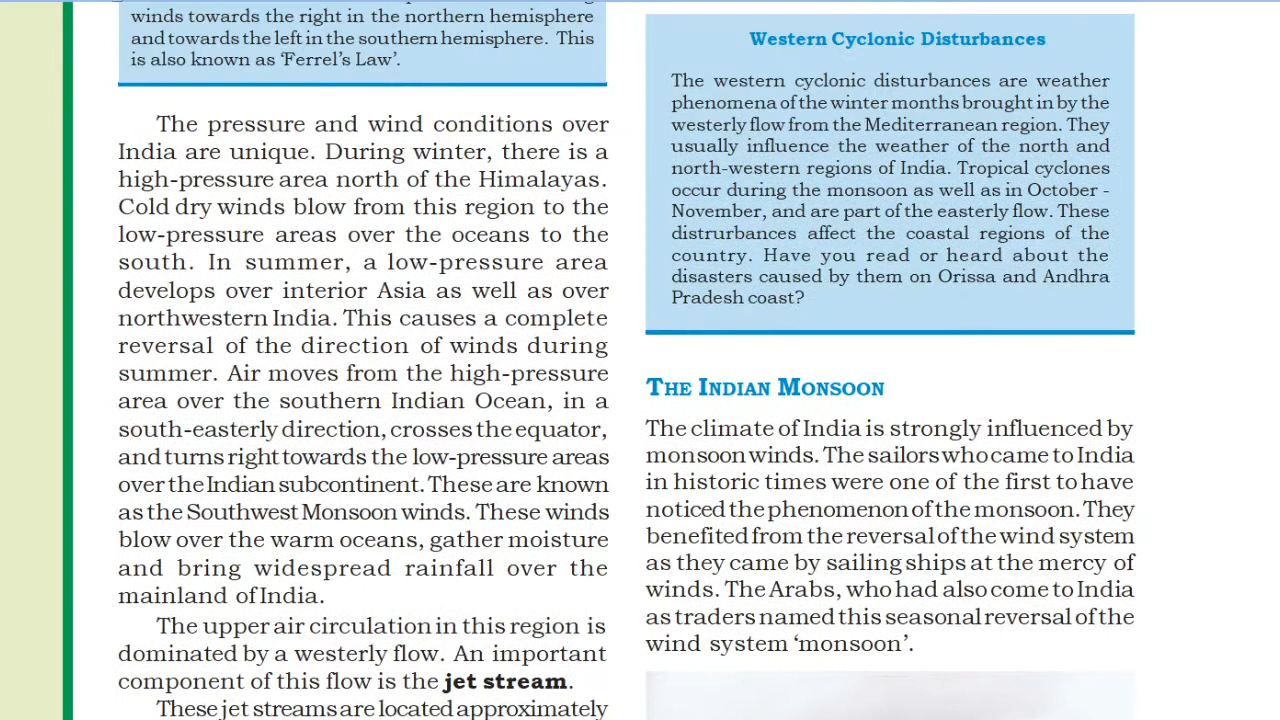 winds towards the right in the northern hemisphere
and towards the left in the southern hemisphere. This
is also known as 'Ferrel's Law'.
The pressure and wind conditions over
India are unique. During winter, there is a
high-pressure area north of the Himalayas.
Cold dry winds blow from this region to the
low-pressure areas over the oceans to the
south. In summer, a low-pressure area
develops over interior Asia as well as over
northwestern India. This causes a complete
reversal of the direction of winds during
summer. Air moves from the high-pressure
area over the southern Indian Ocean, in a
south-easterly direction, crosses the equator,
and turns right towards the low-pressure areas
over the Indian subcontinent. These are known
as the Southwest Monsoon winds. These winds
blow over the warm oceans, gather moisture
and bring widespread rainfall over the
mainland of India.
The upper air circulation in this region is
dominated by a westerly flow. An important
component of this flow is the jet stream.
These jet streams are located approximately
Western Cyclonic Disturbances
The western cyclonic disturbances are weather
phenomena of the winter months brought in by the
westerly flow from the Mediterranean region. They
usually influence the weather of the north and
north-western regions of India. Tropical cyclones
occur during the monsoon as well as in October -
November, and are part of the easterly flow. These
distrurbances affect the coastal regions of the
country. Have you read or heard about the
disasters caused by them on Orissa and Andhra
Pradesh coast?
THE INDIAN MONSOON
The climate of India is strongly influenced by
monsoon winds. The sailors who came to India
in historic times were one of the first to have
noticed the phenomenon of the monsoon. They
benefited from the reversal of the wind system
as they came by sailing ships at the mercy of
winds. The Arabs, who had also come to India
as traders named this seasonal reversal of the
wind system 'monsoon'.